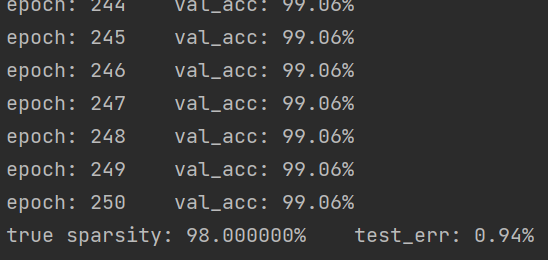 epoch: 244    val_acc: 99.06%
epoch: 245    val_acc: 99.06%
epoch: 246    val_acc: 99.06%
epoch: 247    val_acc: 99.06%
epoch: 248    val_acc: 99.06%
epoch: 249    val_acc: 99.06%
epoch: 250    val_acc: 99.06%
true sparsity: 98.000000%    test_err: 0.94%